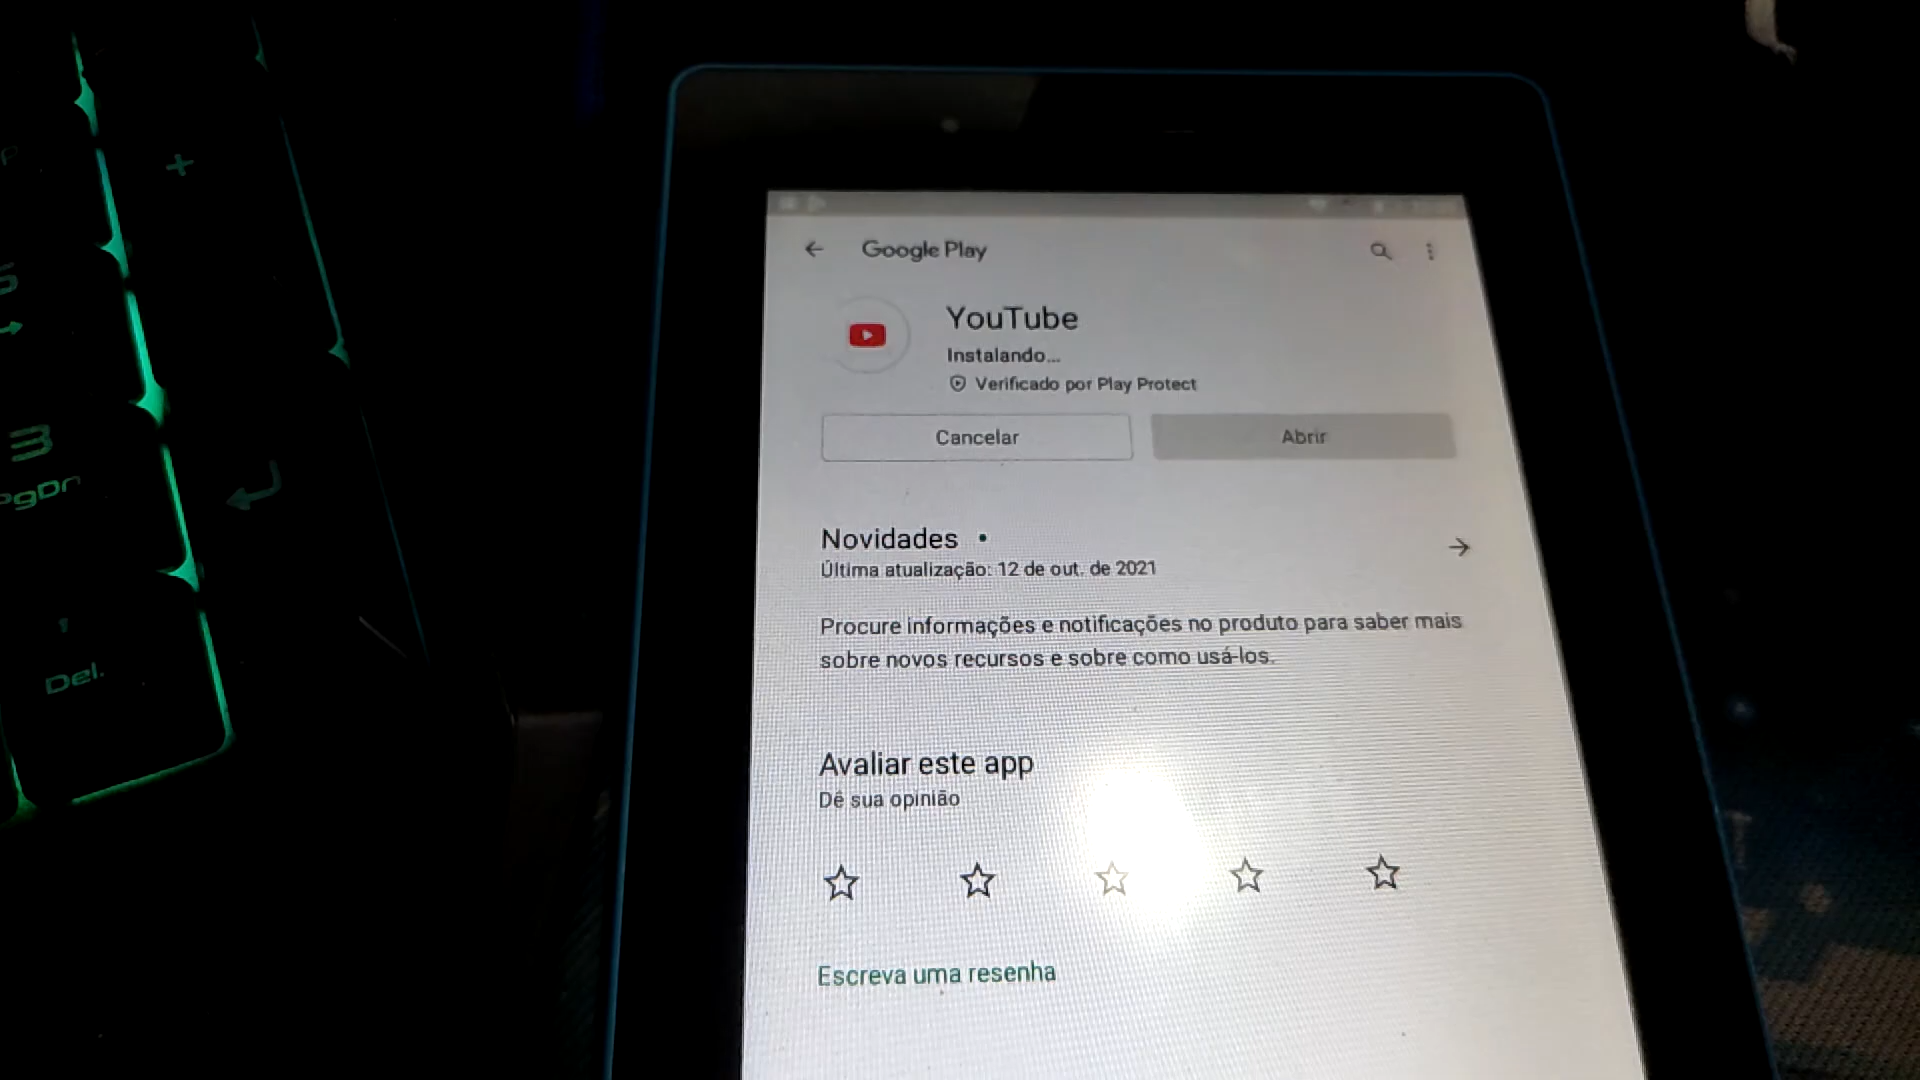 +
3
PgDn
,
Del.
Google Play
YouTube
Instalando...
Verificado por Play Protect
Cancelar
Abrir
Novidades •
Última atualização: 12 de out. de 2021
Procure informações e notificações no produto para saber mais
sobre novos recursos e sobre como usá-los.
Avaliar este app
Dê sua opinião
Escreva uma resenha